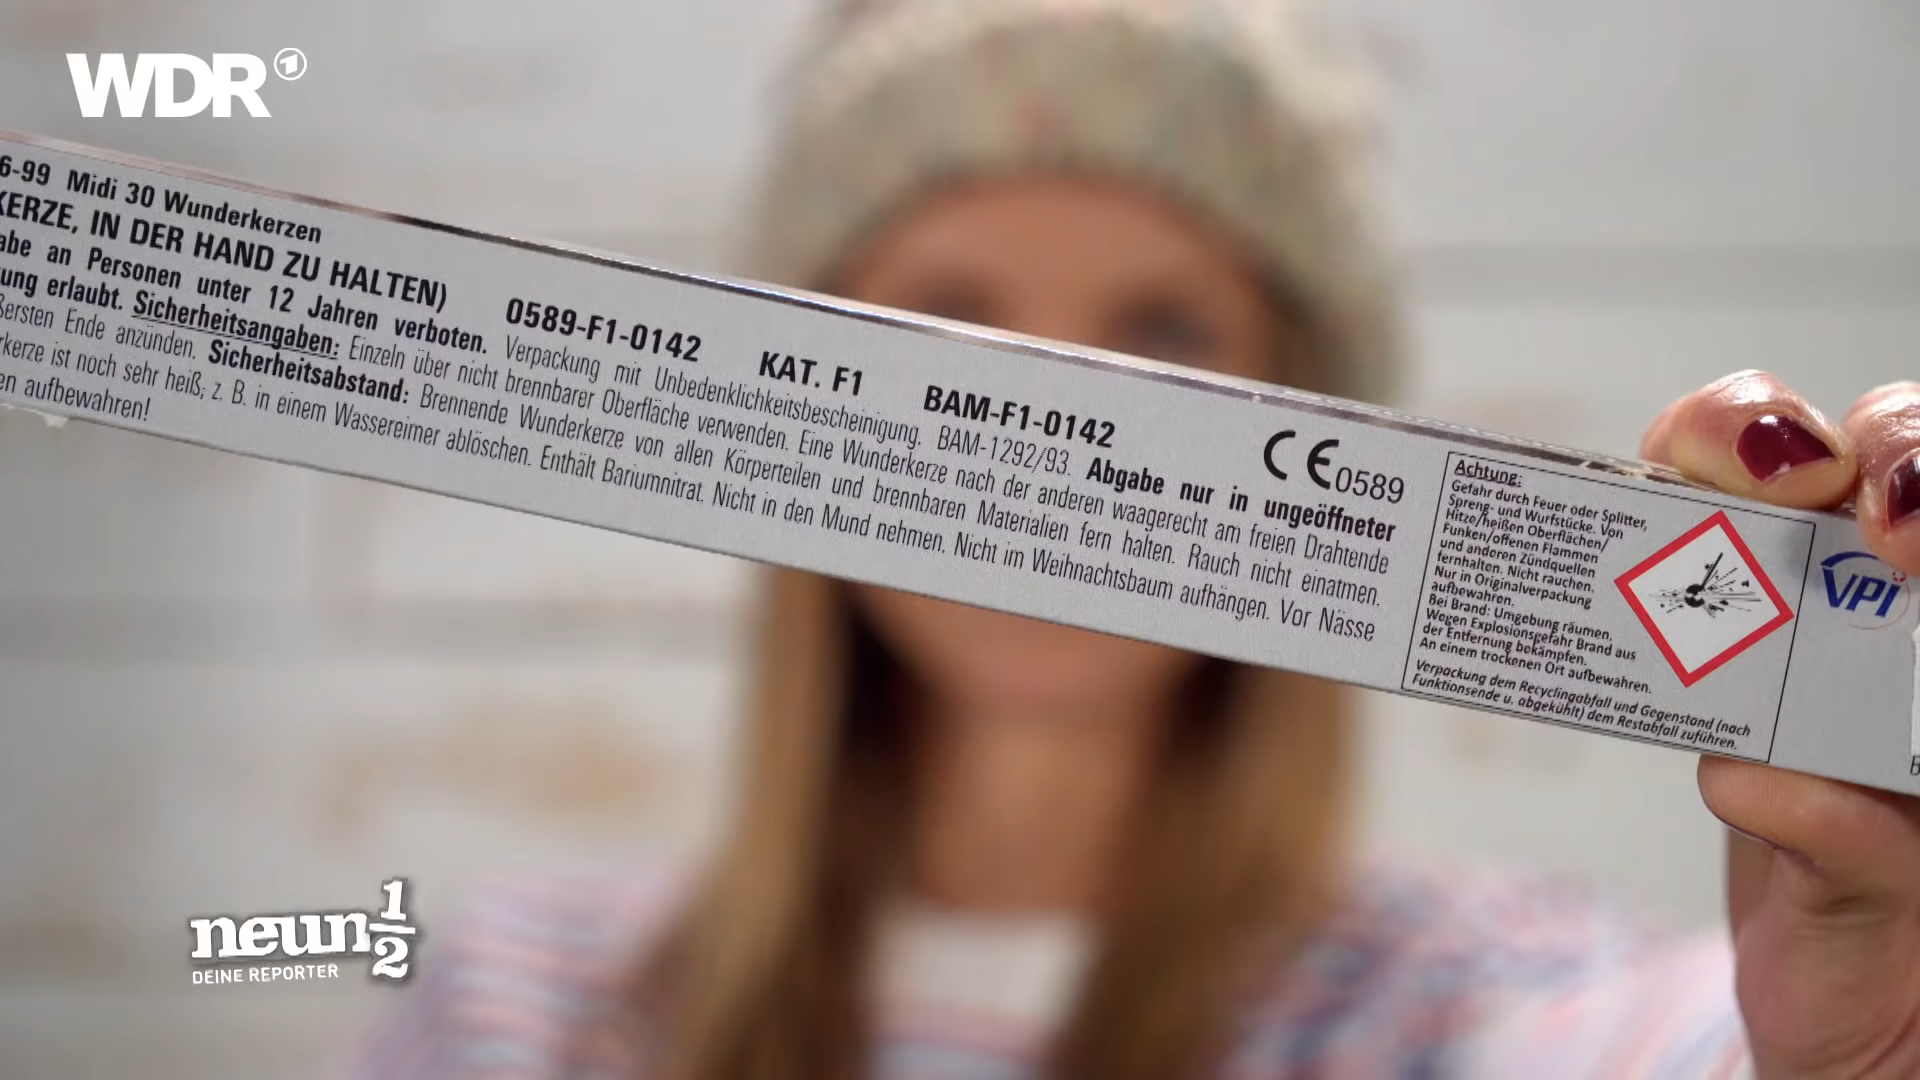 WDR
6-99 Midi 30 Wunderkerzen
KERZE, IN DER HAND ZU HALTEN)
0589-F1-0142 KAT. F1 BAM-F1-0142
abe an Personen unter 12 Jahren verboten. Verpackung mit Unbedenklichkeitsbescheinigung. BAM-1292/93. Abgabe nur in ungeöffneter
ung erlaubt. Sicherheitsangaben: Einzeln über nicht brennbarer Oberfläche verwenden. Eine Wunderkerze nach der anderen waagerecht am freien Drahtende
ßersten Ende anzünden. Sicherheitsabstand: Brennende Wunderkerze von allen Körperteilen und brennbaren Materialien fern halten. Rauch nicht einatmen.
rkerze ist noch sehr heiß; z. B. in einem Wassereimer ablöschen. Enthält Bariumnitrat. Nicht in den Mund nehmen. Nicht im Weihnachtsbaum aufhängen. Vor Nässe
en aufbewahren!
CE0589
Achtung:
Gefahr durch Feuer oder Splitter,
Spreng- und Wurfstücke. Von
Hitze/heißen Oberflächen/
Funken/offenen Flammen
und anderen Zündquellen
fernhalten. Nicht rauchen.
Nur in Originalverpackung
aufbewahren.
Bei Brand: Umgebung räumen.
Wegen Explosionsgefahr Brand aus
der Entfernung bekämpfen.
An einem trockenen Ort aufbewahren.
Verpackung dem Recyclingabfall und Gegenstand (nach
Funktionsende u. abgekühlt) dem Restabfall zuführen.
VPI
neun 1/2
DEINE REPORTER